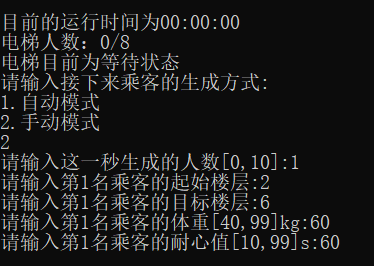 目前的运行时间为00:00:00
电梯人数：0/8
电梯目前为等待状态
请输入接下来乘客的生成方式:
1.自动模式
2.手动模式
2
请输入这一秒生成的人数[0,10]:1
请输入第1名乘客的起始楼层:2
请输入第1名乘客的目标楼层:6
请输入第1名乘客的体重[40,99]kg:60
请输入第1名乘客的耐心值[10,99]s:60